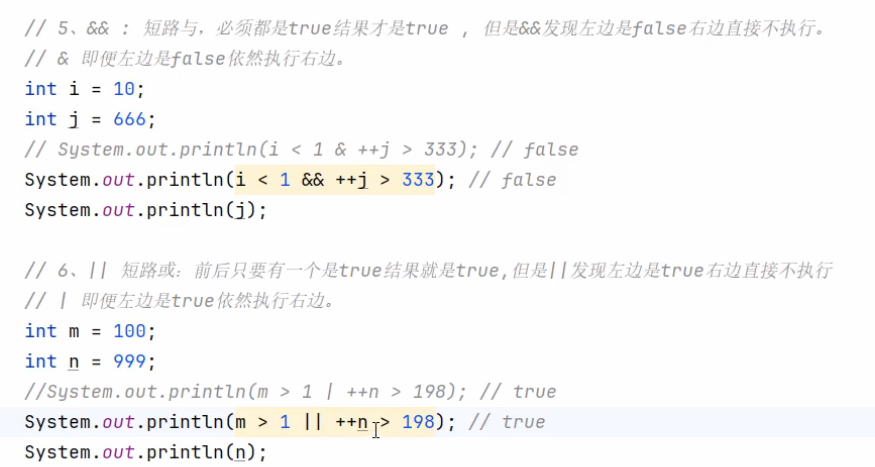 // 5、&& : 短路与，必须都是true结果才是true , 但是&&发现左边是false右边直接不执行。
// & 即便左边是false依然执行右边。
int i = 10;
int j = 666;
// System.out.println(i < 1 & ++j > 333); // false
System.out.println(i < 1 && ++j > 333); // false
System.out.println(j);
// 6、|| 短路或：前后只要有一个是true结果就是true,但是||发现左边是true右边直接不执行
// | 即便左边是true依然执行右边。
int m = 100;
int n = 999;
//System.out.println(m > 1 | ++n > 198); // true
System.out.println(m > 1 || ++n > 198); // true
System.out.println(n);